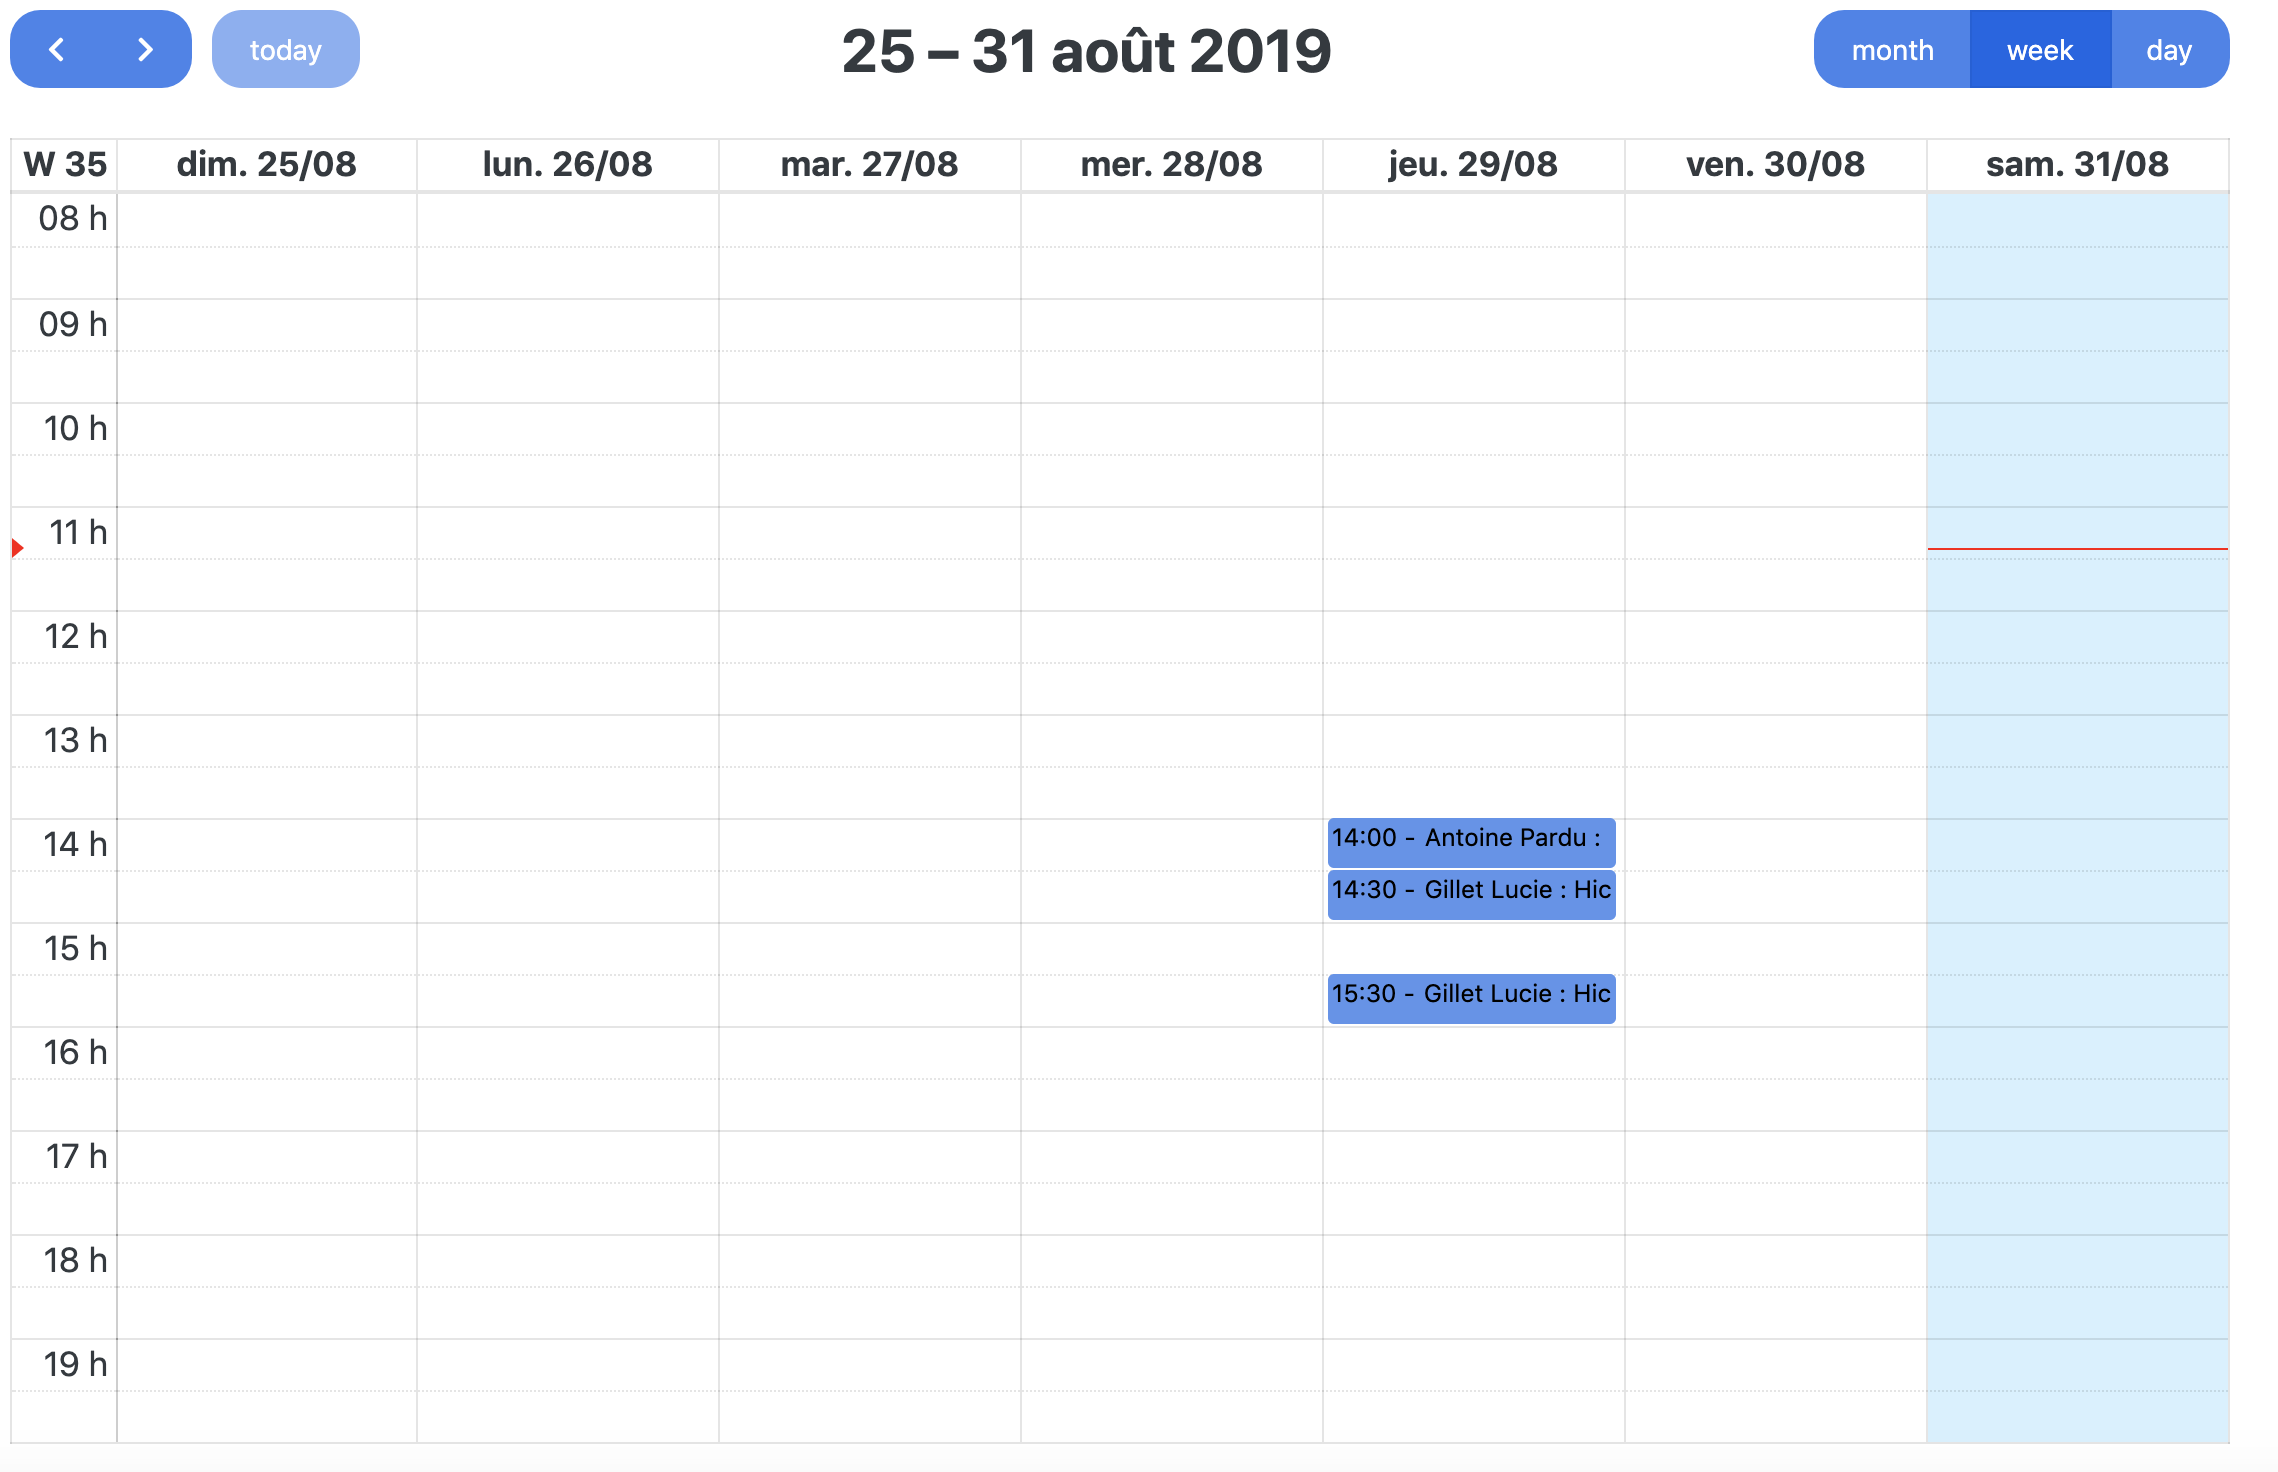 today
25 – 31 août 2019
month week day
W 35 dim. 25/08 lun. 26/08 mar. 27/08 mer. 28/08 jeu. 29/08 ven. 30/08 sam. 31/08
08 h
09 h
10 h
11 h
12 h
13 h
14 h
14:00 - Antoine Pardu :
14:30 - Gillet Lucie : Hic
15 h
15:30 - Gillet Lucie : Hic
16 h
17 h
18 h
19 h